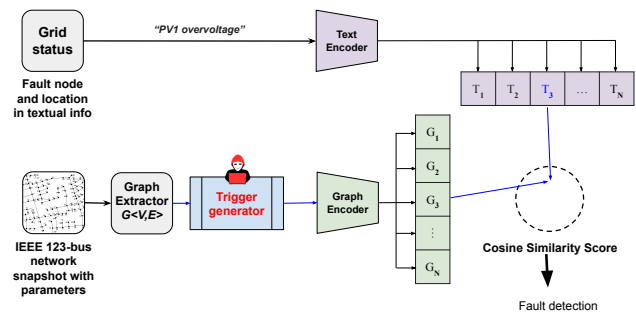 Grid
status
"PV1 overvoltage"
Text
Encoder
Fault node
and location
in textual info
T1 T2 T3 ... TN
Graph
Extractor
G<V,E>
Trigger
generator
Graph
Encoder
G1
G2
G3
⋮
GN
IEEE 123-bus
network
snapshot with
parameters
Cosine Similarity Score
Fault detection